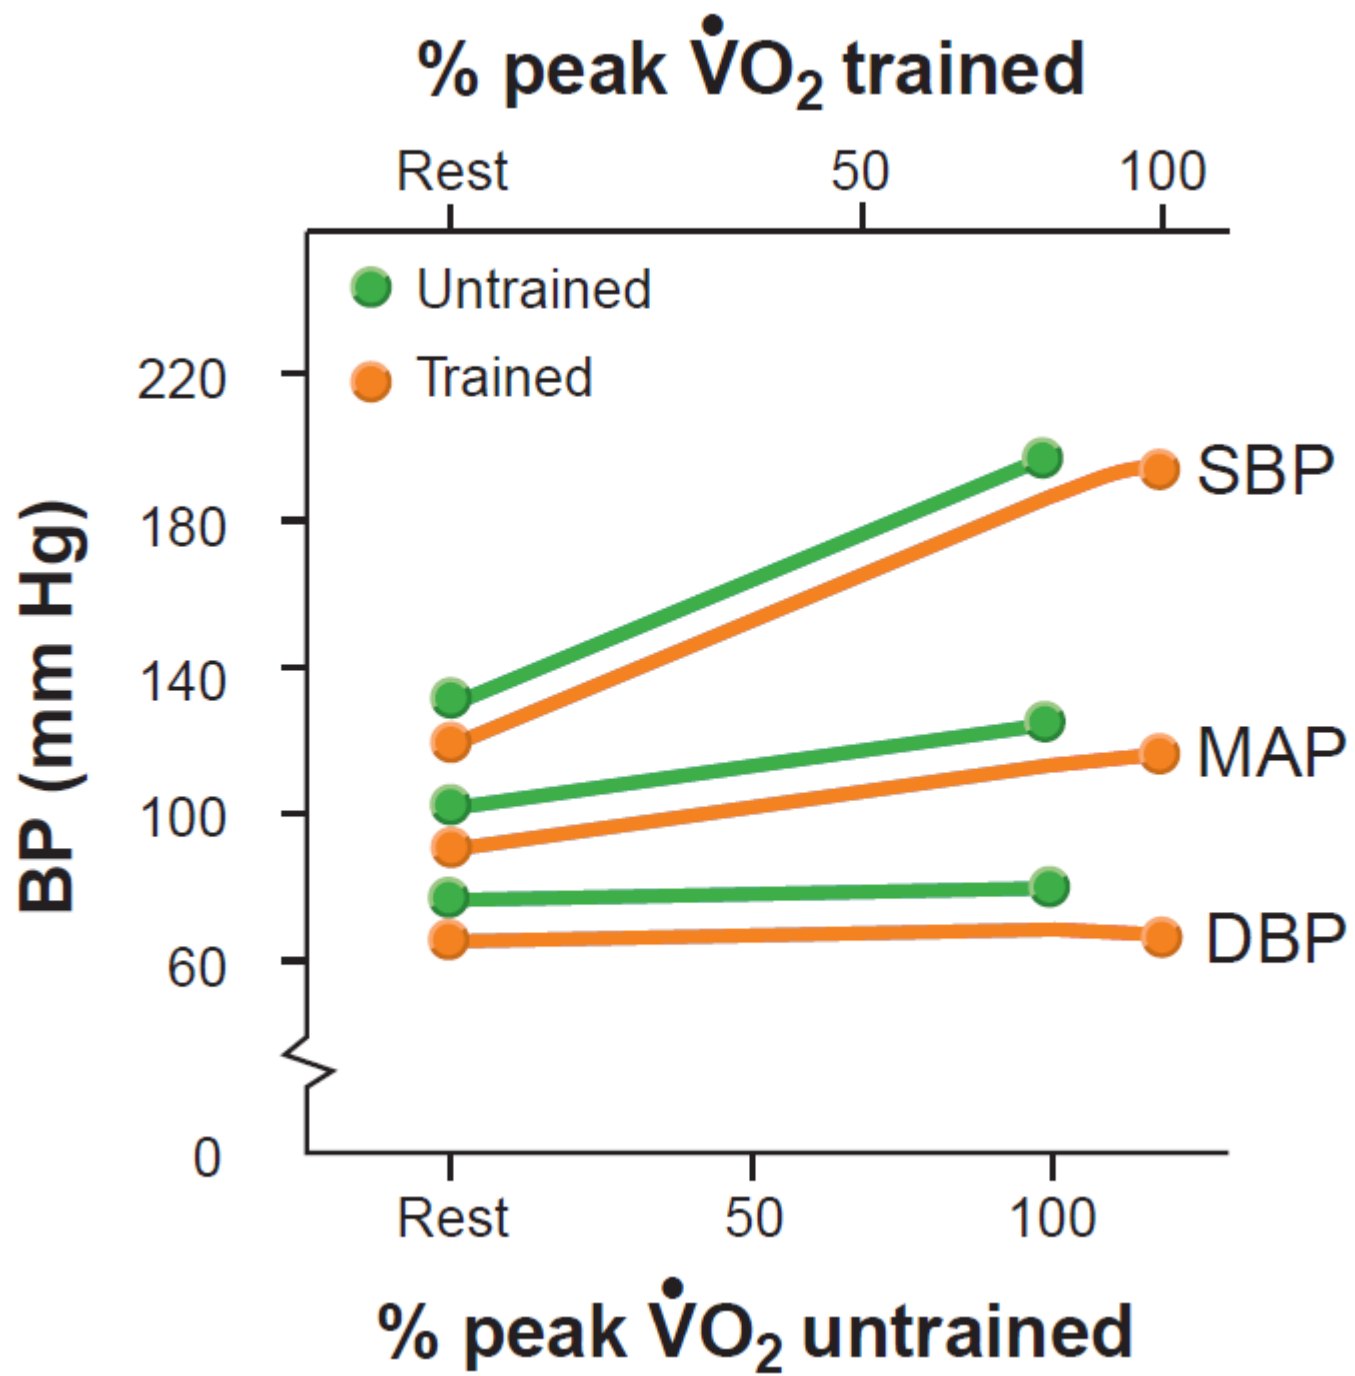 % peak V̇O₂ trained
Rest 50 100
Untrained
Trained
220
180
140
100
60
0
BP (mm Hg)
SBP
MAP
DBP
Rest 50 100
% peak V̇O₂ untrained